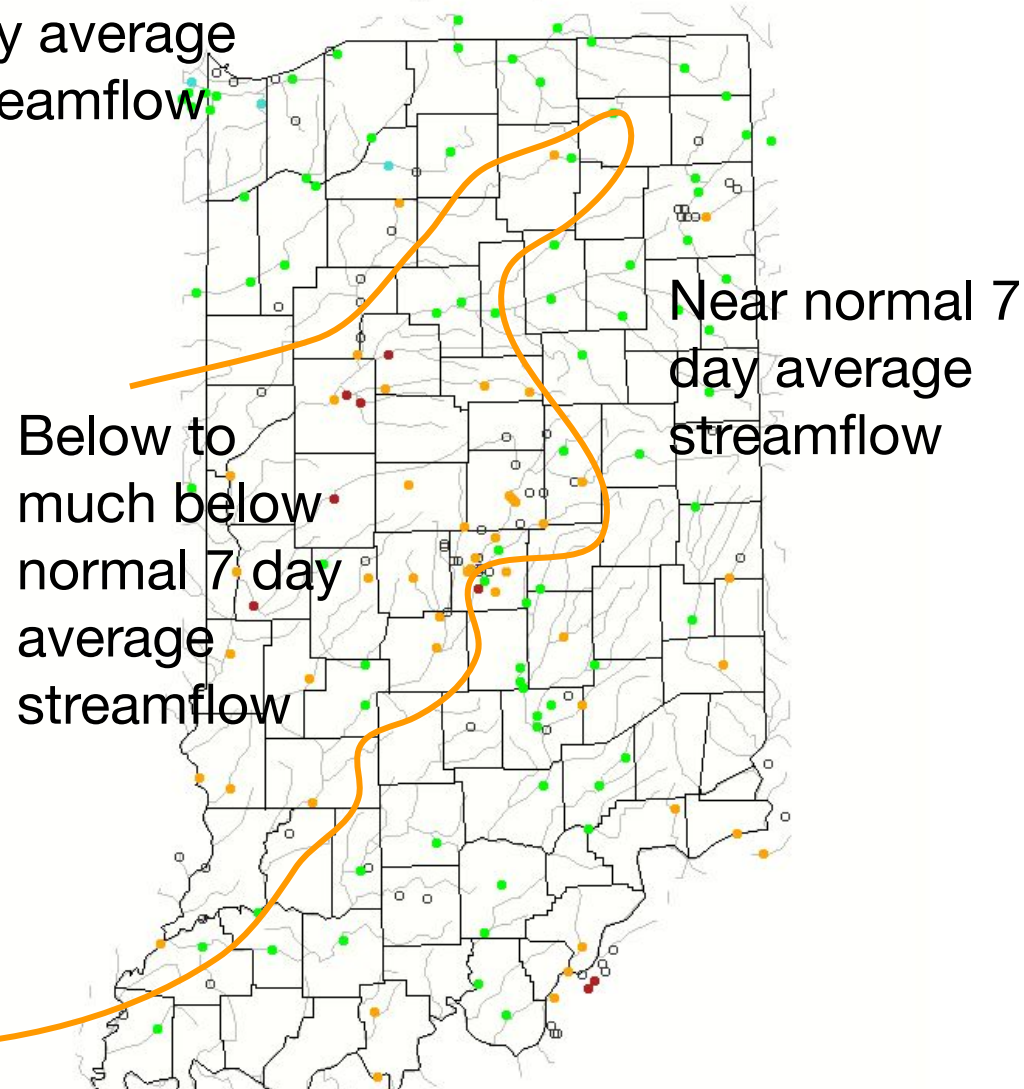 y average
eamflow
Near normal 7
day average
streamflow
Below to
much below
normal 7 day
average
streamflow